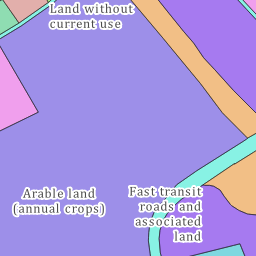 Land without
current use
Arable land
(annual crops)
Fast transit
roads and
associated
land